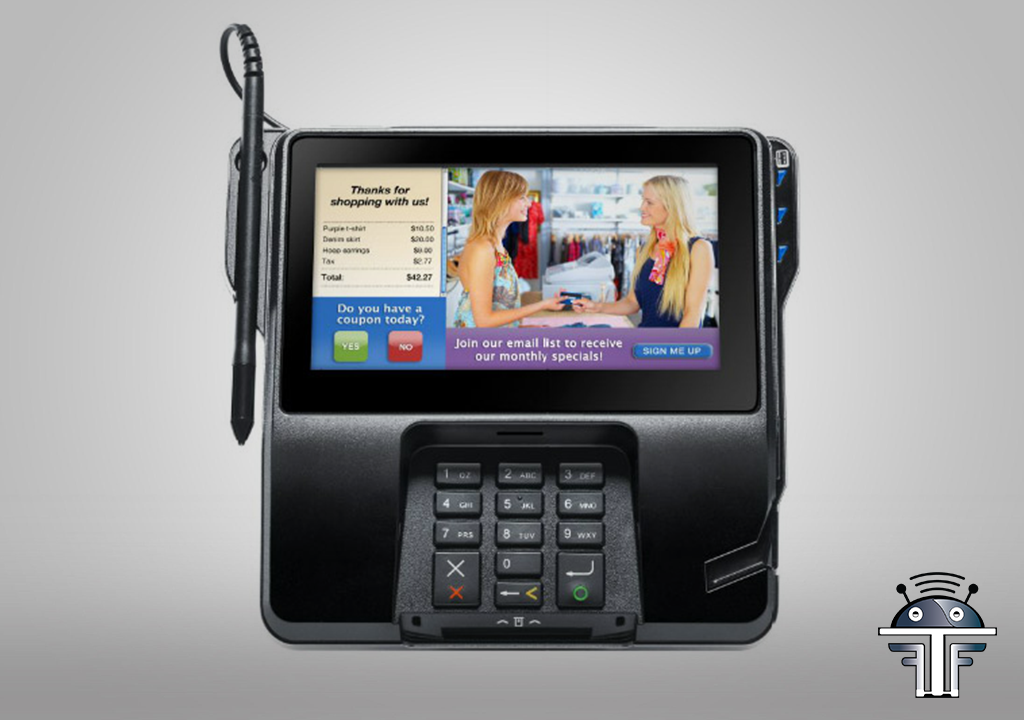 Thanks for
shopping with us!
Purple t-shirt $10.50
Denim skirt $20.00
Hoop earrings $9.00
Tax $2.77
Total: $42.27
Do you have a
coupon today?
YES NO
Join our email list to receive
our monthly specials!
SIGN ME UP
1 QZ 2 ABC 3 DEF
4 GHI 5 JKL 6 MNO
7 PRS 8 TUV 9 WXY
0